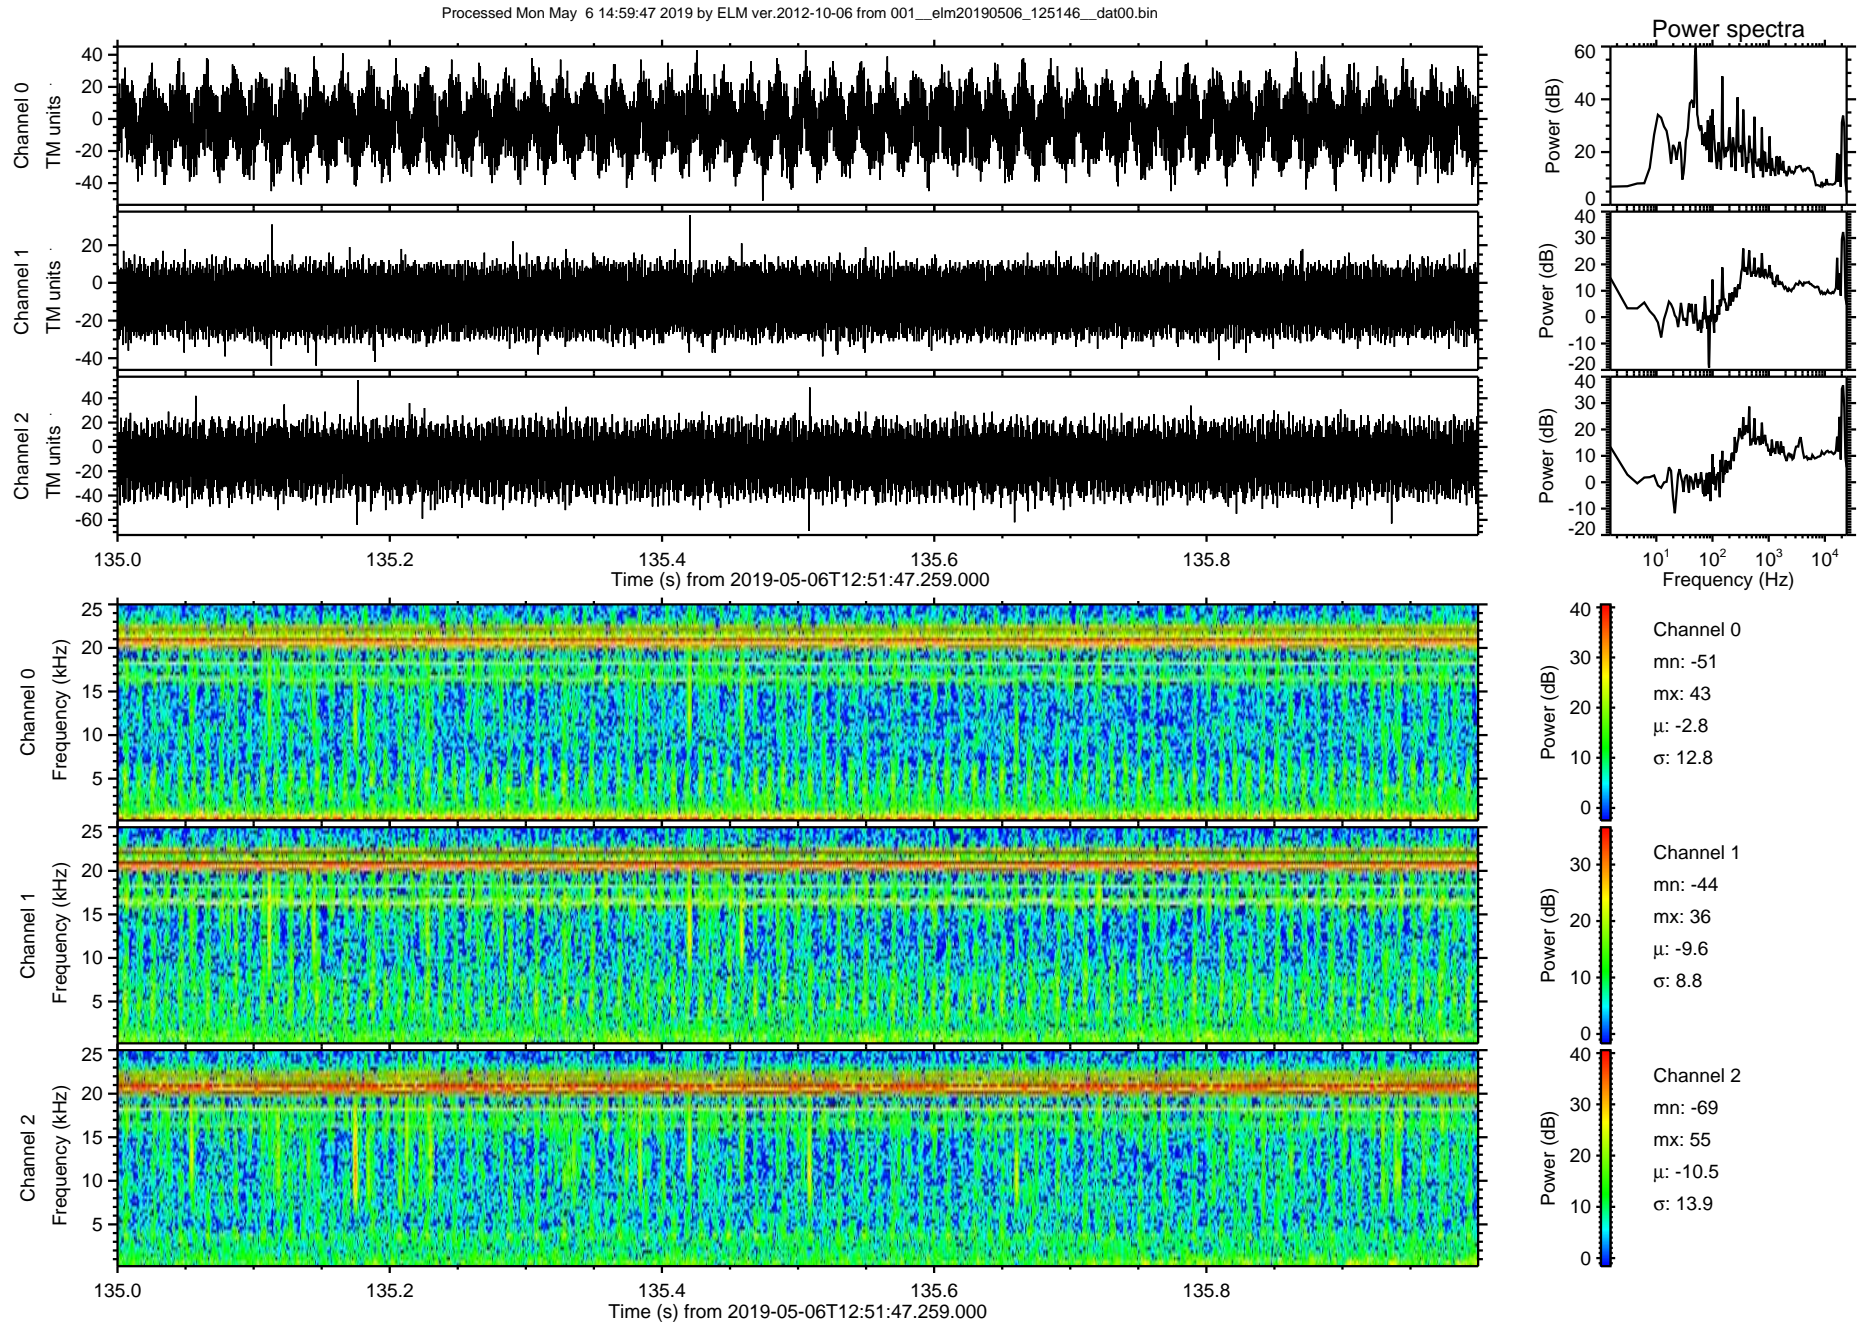 Processed Mon May  6 14:59:47 2019 by ELM ver.2012-10-06 from 001__elm20190506_125146__dat00.bin
Power spectra
Channel 0
TM units
40
20
0
-20
-40
Power (dB)
60
40
20
0
Channel 1
TM units
20
0
-20
-40
Power (dB)
40
30
20
10
0
-10
-20
Channel 2
TM units
40
20
0
-20
-40
-60
Power (dB)
40
30
20
10
0
-10
-20
135.0 135.2 135.4 135.6 135.8
Time (s) from 2019-05-06T12:51:47.259.000
10^1 10^2 10^3 10^4
Frequency (Hz)
Channel 0
Frequency (kHz)
25
20
15
10
5
Power (dB)
40
30
20
10
0
Channel 0
mn: -51
mx: 43
μ: -2.8
σ: 12.8
Channel 1
Frequency (kHz)
25
20
15
10
5
Power (dB)
30
20
10
0
Channel 1
mn: -44
mx: 36
μ: -9.6
σ: 8.8
Channel 2
Frequency (kHz)
25
20
15
10
5
Power (dB)
40
30
20
10
0
Channel 2
mn: -69
mx: 55
μ: -10.5
σ: 13.9
135.0 135.2 135.4 135.6 135.8
Time (s) from 2019-05-06T12:51:47.259.000